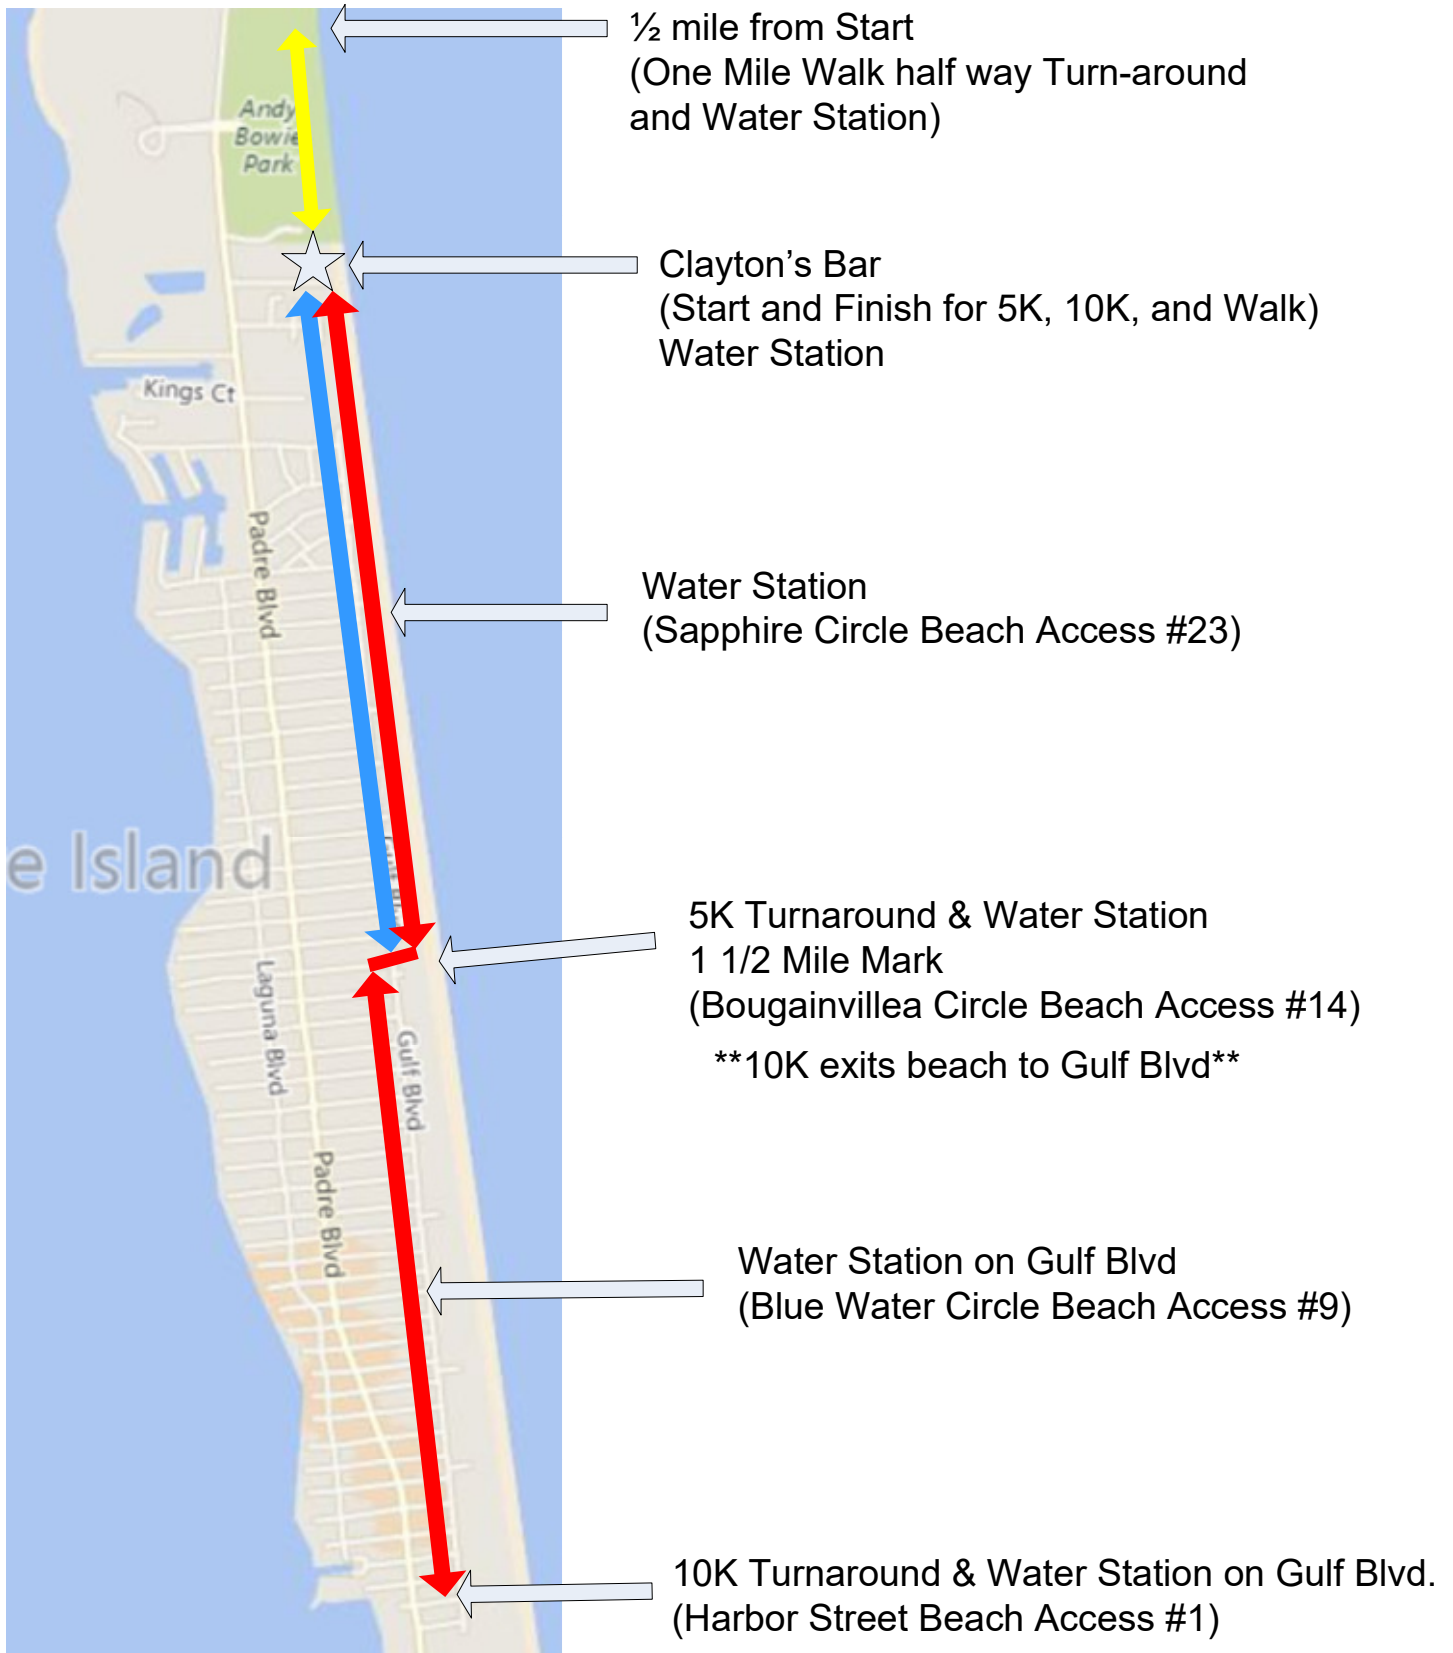 ½ mile from Start
(One Mile Walk half way Turn-around
and Water Station)
Andy
Bowie
Park
Clayton’s Bar
(Start and Finish for 5K, 10K, and Walk)
Water Station
Kings Ct
Padre Blvd
Water Station
(Sapphire Circle Beach Access #23)
e Island
5K Turnaround & Water Station
1 1/2 Mile Mark
(Bougainvillea Circle Beach Access #14)
**10K exits beach to Gulf Blvd**
Laguna Blvd
Gulf Blvd
Padre Blvd
Water Station on Gulf Blvd
(Blue Water Circle Beach Access #9)
10K Turnaround & Water Station on Gulf Blvd.
(Harbor Street Beach Access #1)